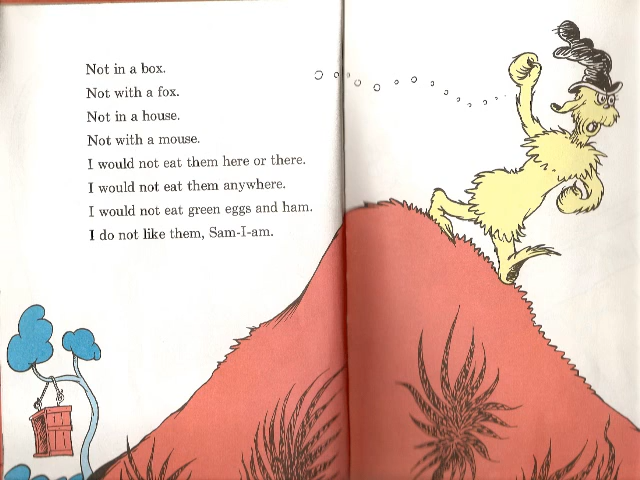 Not in a box.
Not with a fox.
Not in a house.
Not with a mouse.
I would not eat them here or there.
I would not eat them anywhere.
I would not eat green eggs and ham.
I do not like them, Sam-I-am.